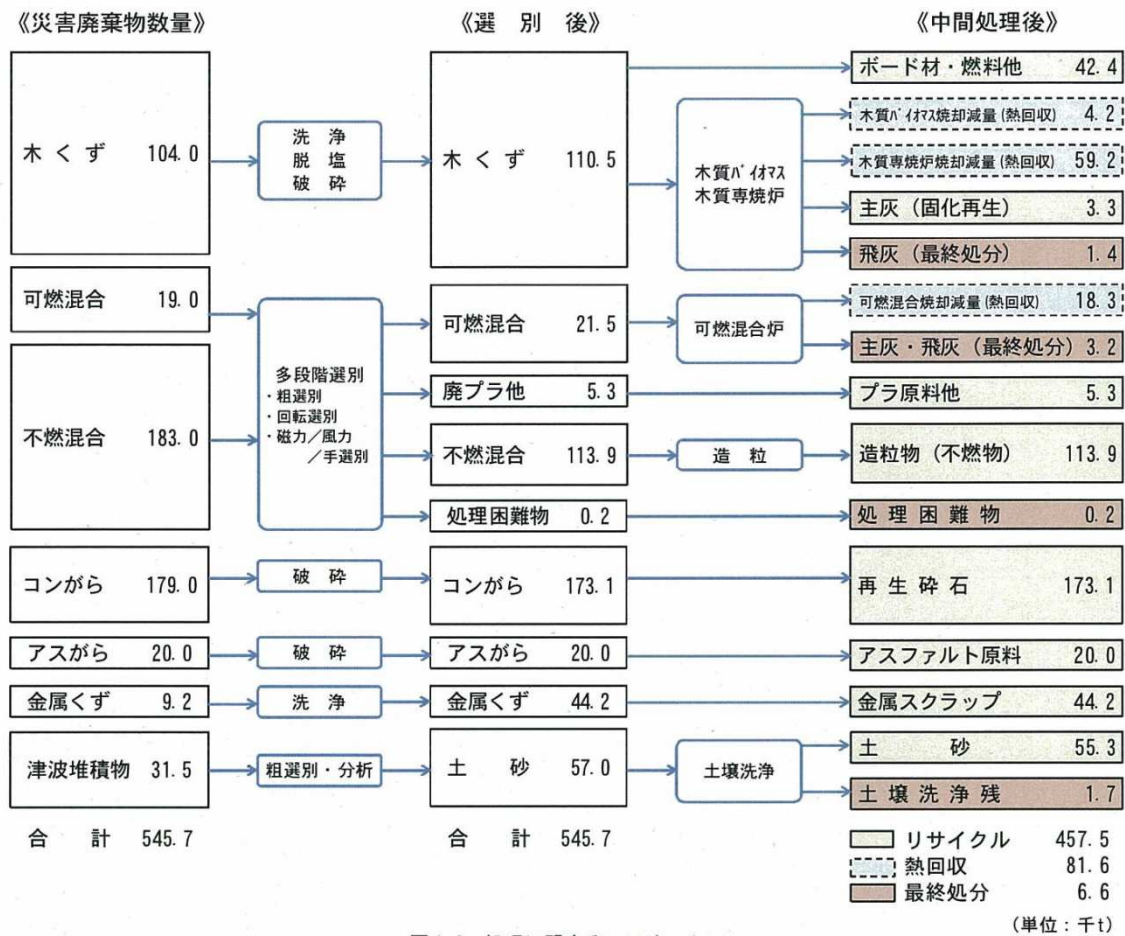 《災害廃棄物数量》
《選 別 後》
《中間処理後》
木くず 104.0
洗 浄
脱 塩
破 砕
木くず 110.5
木質バイオマス
木質専焼炉
ボード材・燃料他 42.4
木質バイオマス焼却減量(熱回収) 4.2
木質専焼炉焼却減量(熱回収) 59.2
主灰(固化再生) 3.3
飛灰(最終処分) 1.4
可燃混合 19.0
不燃混合 183.0
多段階選別
・粗選別
・回転選別
・磁力/風力
/手選別
可燃混合 21.5
可燃混合炉
可燃混合焼却減量(熱回収) 18.3
主灰・飛灰(最終処分) 3.2
廃プラ他 5.3
プラ原料他 5.3
不燃混合 113.9
造 粒
造粒物(不燃物) 113.9
処理困難物 0.2
処理困難物 0.2
コンがら 179.0
破 砕
コンがら 173.1
再生砕石 173.1
アスがら 20.0
破 砕
アスがら 20.0
アスファルト原料 20.0
金属くず 9.2
洗 浄
金属くず 44.2
金属スクラップ 44.2
津波堆積物 31.5
粗選別・分析
土 砂 57.0
土壌洗浄
土 砂 55.3
土壌洗浄残 1.7
合 計 545.7
合 計 545.7
リサイクル 457.5
熱回収 81.6
最終処分 6.6
(単位:千t)